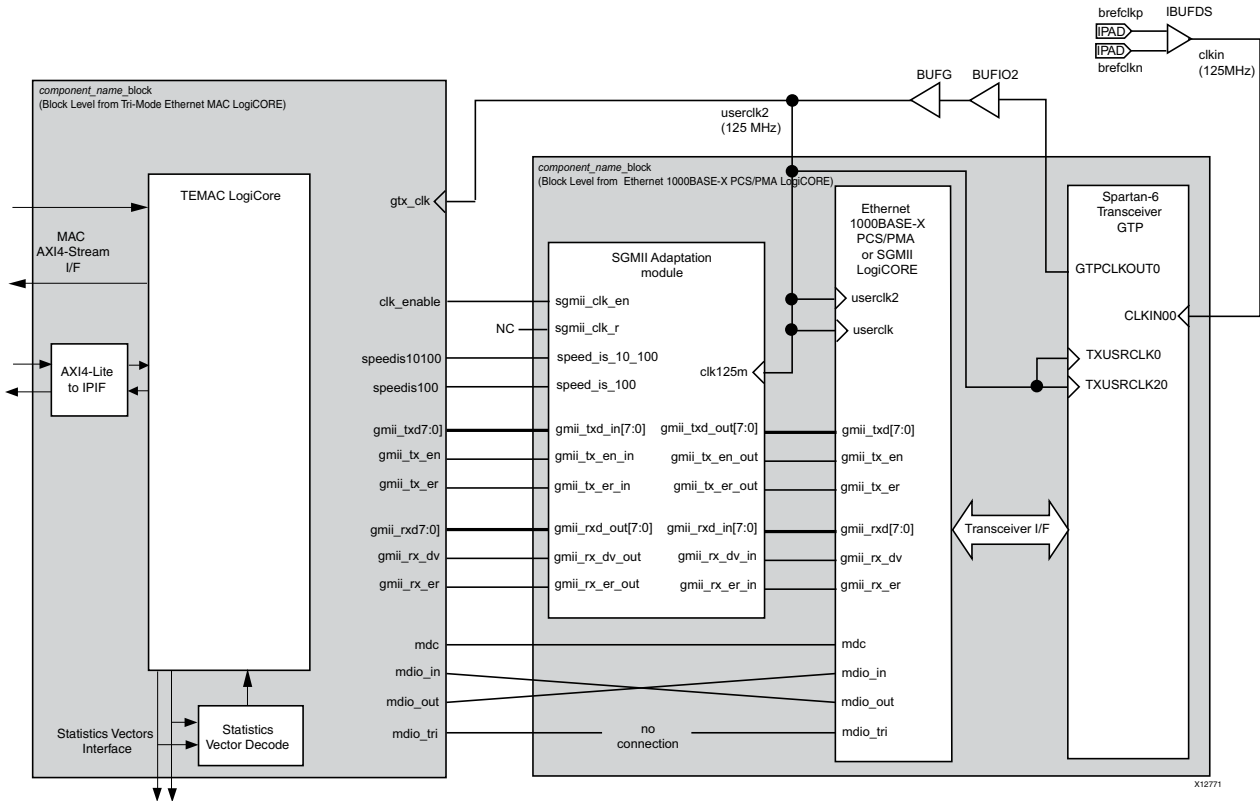 brefclkp
IBUFDS
IPAD
IPAD
brefclkn
clkin
(125MHz)
BUFG
BUFIO2
userclk2
(125 MHz)
component_name_block
(Block Level from Tri-Mode Ethernet MAC LogiCORE)
TEMAC LogiCore
MAC
AXI4-Stream
I/F
AXI4-Lite
to IPIF
Statistics Vectors
Interface
Statistics
Vector Decode
gtx_clk
clk_enable
NC
speedis10100
speedis100
gmii_txd7:0]
gmii_tx_en
gmii_tx_er
gmii_rxd7:0]
gmii_rx_dv
gmii_rx_er
mdc
mdio_in
mdio_out
mdio_tri
no
connection
component_name_block
(Block Level from Ethernet 1000BASE-X PCS/PMA LogiCORE)
SGMII Adaptation
module
sgmii_clk_en
sgmii_clk_r
speed_is_10_100
speed_is_100
clk125m
gmii_txd_in[7:0]
gmii_txd_out[7:0]
gmii_tx_en_in
gmii_tx_en_out
gmii_tx_er_in
gmii_tx_er_out
gmii_rxd_out[7:0]
gmii_rxd_in[7:0]
gmii_rx_dv_out
gmii_rx_dv_in
gmii_rx_er_out
gmii_rx_er_in
Ethernet
1000BASE-X
PCS/PMA
or SGMII
LogiCORE
userclk2
userclk
gmii_txd[7:0]
gmii_tx_en
gmii_tx_er
gmii_rxd[7:0]
gmii_rx_dv
gmii_rx_er
mdc
mdio_in
mdio_out
mdio_tri
Transceiver I/F
Spartan-6
Transceiver
GTP
GTPCLKOUT0
CLKIN00
TXUSRCLK0
TXUSRCLK20
X12771